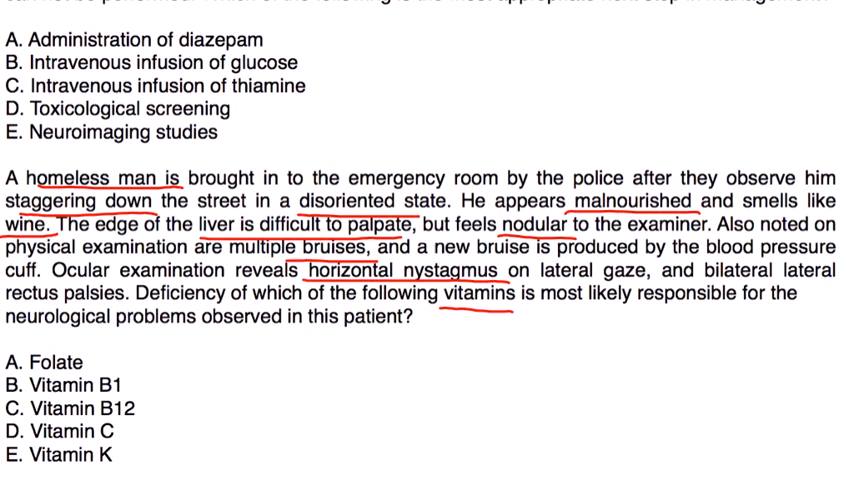 A. Administration of diazepam
B. Intravenous infusion of glucose
C. Intravenous infusion of thiamine
D. Toxicological screening
E. Neuroimaging studies
A homeless man is brought in to the emergency room by the police after they observe him
staggering down the street in a disoriented state. He appears malnourished and smells like
wine. The edge of the liver is difficult to palpate, but feels nodular to the examiner. Also noted on
physical examination are multiple bruises, and a new bruise is produced by the blood pressure
cuff. Ocular examination reveals horizontal nystagmus on lateral gaze, and bilateral lateral
rectus palsies. Deficiency of which of the following vitamins is most likely responsible for the
neurological problems observed in this patient?
A. Folate
B. Vitamin B1
C. Vitamin B12
D. Vitamin C
E. Vitamin K